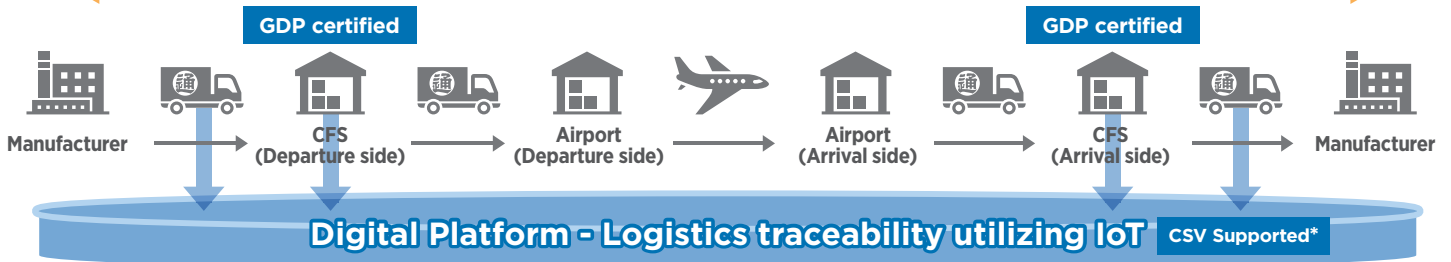 GDP certified
GDP certified
通
通
通
通
Manufacturer
CFS
(Departure side)
Airport
(Departure side)
Airport
(Arrival side)
CFS
(Arrival side)
Manufacturer
Digital Platform - Logistics traceability utilizing IoT
CSV Supported*